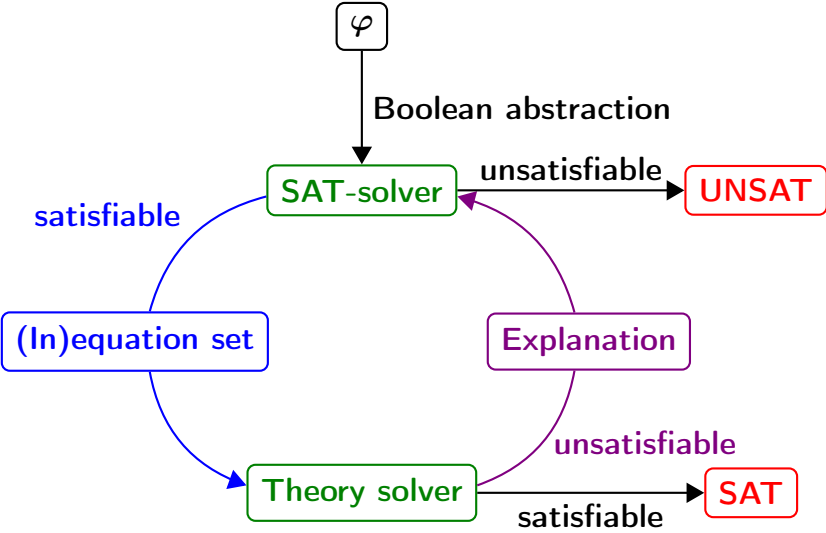 φ
Boolean abstraction
unsatisfiable
SAT-solver
UNSAT
satisfiable
(In)equation set
Explanation
unsatisfiable
Theory solver
SAT
satisfiable